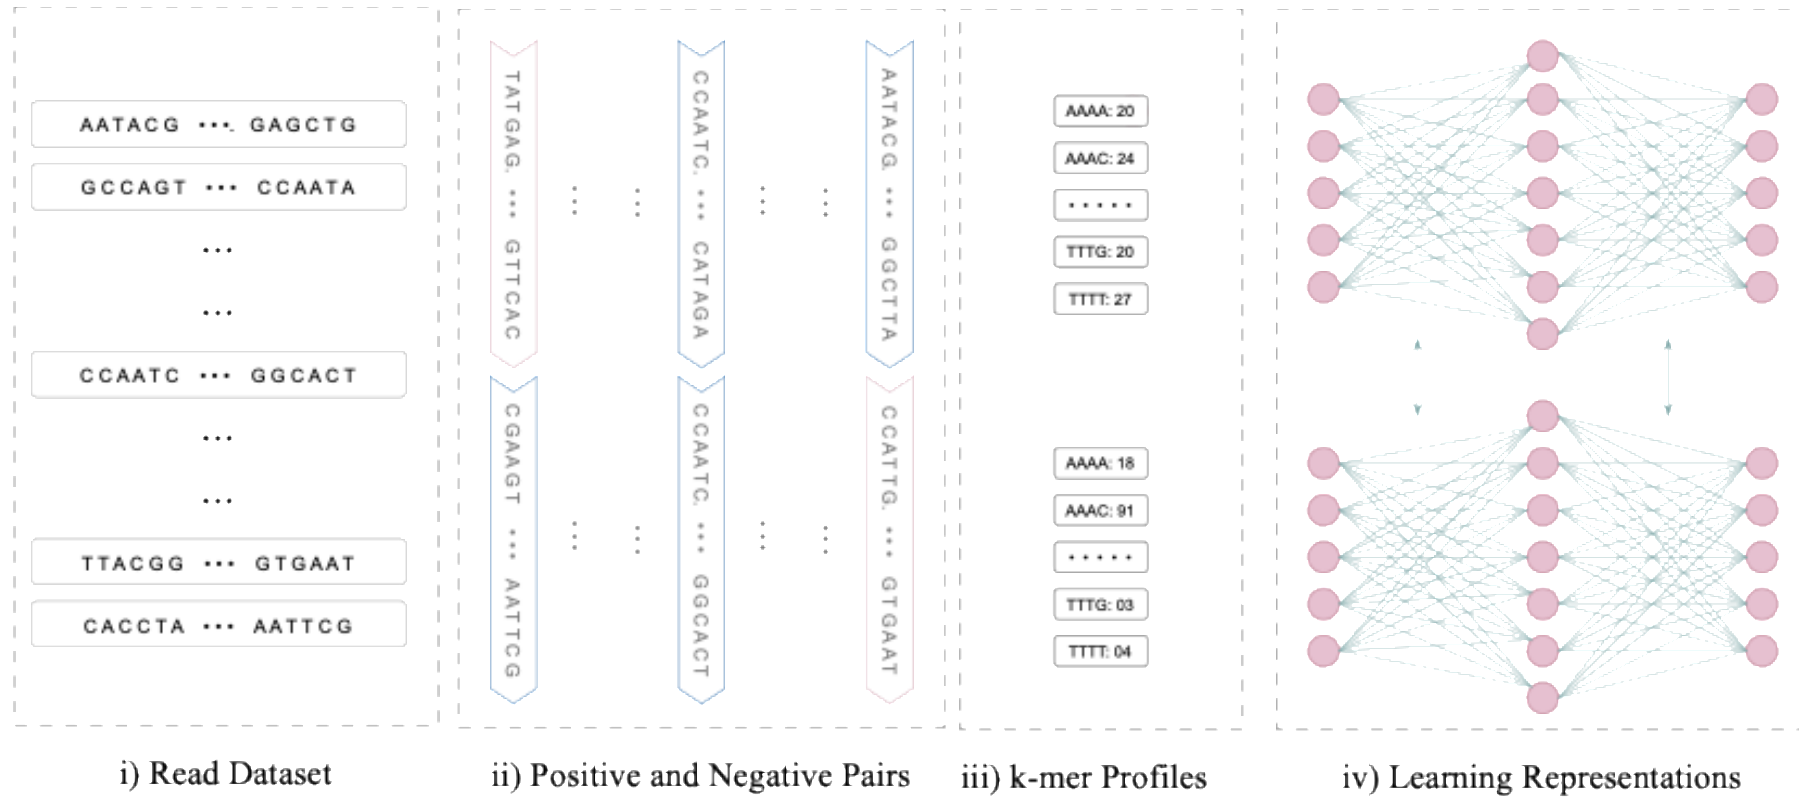 AATACG ••• GAGCTG
GCCAGT ••• CCAATA
•••
•••
CCAATC ••• GGCACT
•••
•••
TTACGG ••• GTGAAT
CACCTA ••• AATTCG
i) Read Dataset
TATGAG. ••• GTTCAC
CCAATC. ••• CATAGA
AATACG. ••• GGCTTA
CGAAGT ••• AATTCG
CCAATC. ••• GGCACT
CCATTG. ••• GTGAAT
ii) Positive and Negative Pairs
AAAA: 20
AAAC: 24
•••••
TTTG: 20
TTTT: 27
AAAA: 18
AAAC: 91
•••••
TTTG: 03
TTTT: 04
iii) k-mer Profiles
iv) Learning Representations